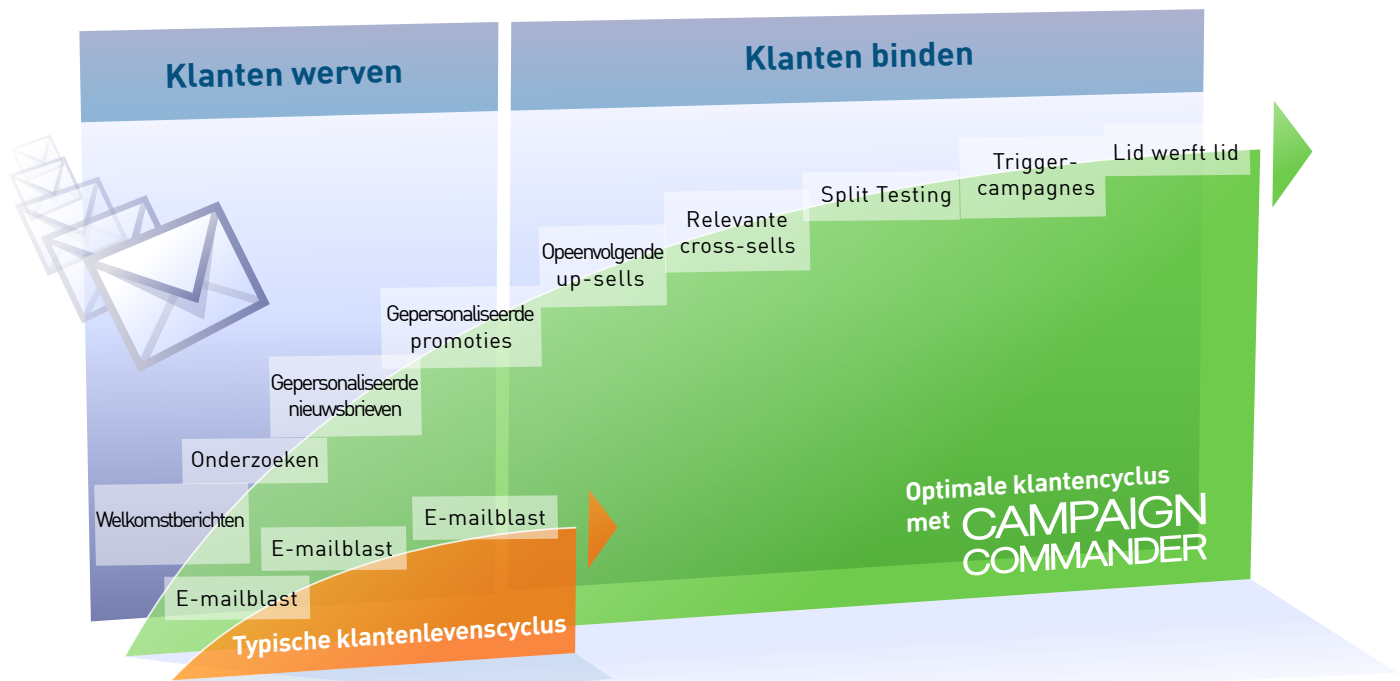 Klanten werven
Klanten binden
Lid werft lid
Trigger-
campagnes
Split Testing
Relevante
cross-sells
Opeenvolgende
up-sells
Gepersonaliseerde
promoties
Gepersonaliseerde
nieuwsbrieven
Onderzoeken
Welkomstberichten
E-mailblast
E-mailblast
E-mailblast
Optimale klantencyclus
met CAMPAIGN
COMMANDER
Typische klantenlevenscyclus